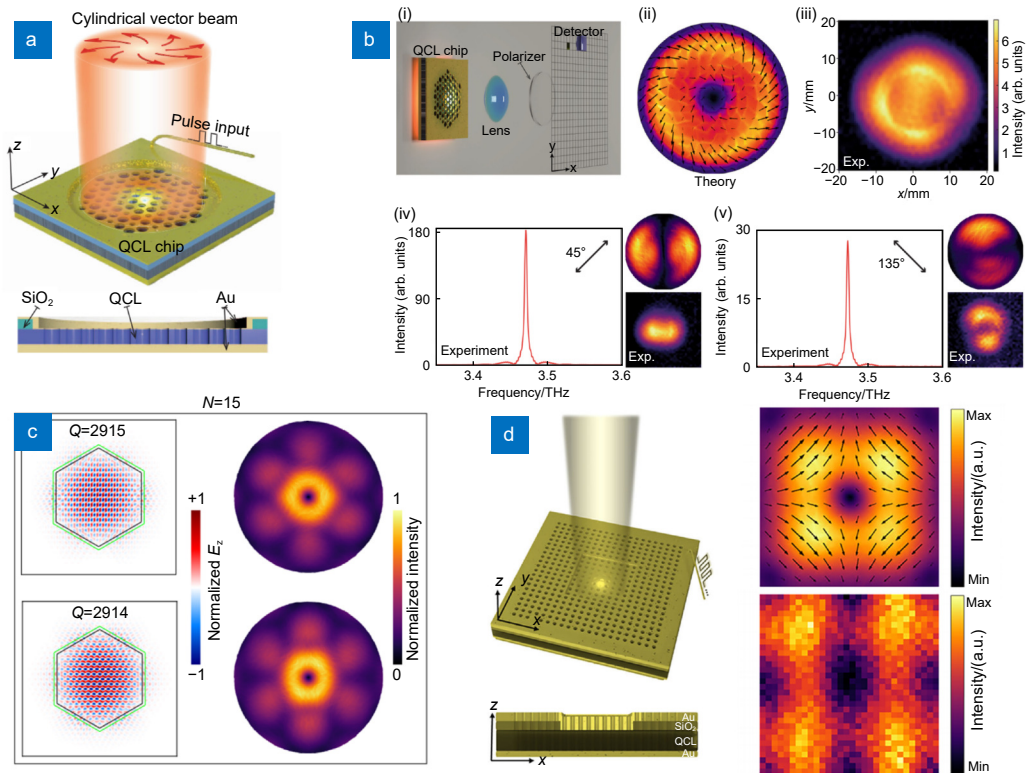 a
Cylindrical vector beam
Pulse input
z
y
x
QCL chip
SiO₂
QCL
Au
b
(i)
QCL chip
Lens
Polarizer
Detector
y
x
(ii)
Theory
(iii)
20
10
0
−10
−20
y/mm
Exp.
−20
−10
0
10
20
x/mm
6
5
4
3
2
1
Intensity (arb. units)
(iv)
180
90
0
Intensity (arb. units)
45°
Experiment
3.4
3.5
3.6
Frequency/THz
Exp.
(v)
30
15
0
Intensity (arb. units)
135°
Experiment
3.4
3.5
3.6
Frequency/THz
Exp.
c
N=15
Q=2915
Q=2914
+1
−1
Normalized Ez
1
0
Normalized intensity
d
z
y
x
z
x
Au
SiO₂
QCL
Au
Max
Min
Intensity/(a.u.)
Max
Min
Intensity/(a.u.)